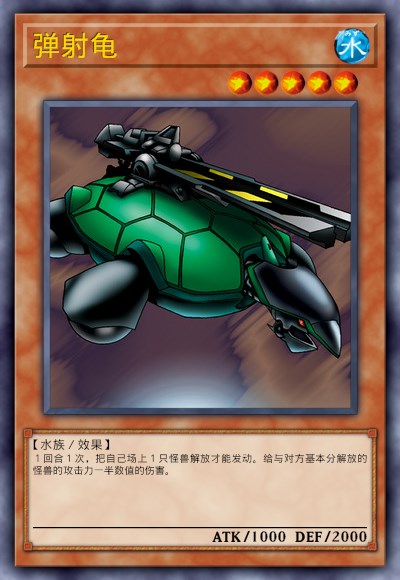 弹射龟
水
【水族／效果】
１回合１次，把自己场上１只怪兽解放才能发动。给与对方基本分解放的
怪兽的攻击力一半数值的伤害。
ATK/1000 DEF/2000